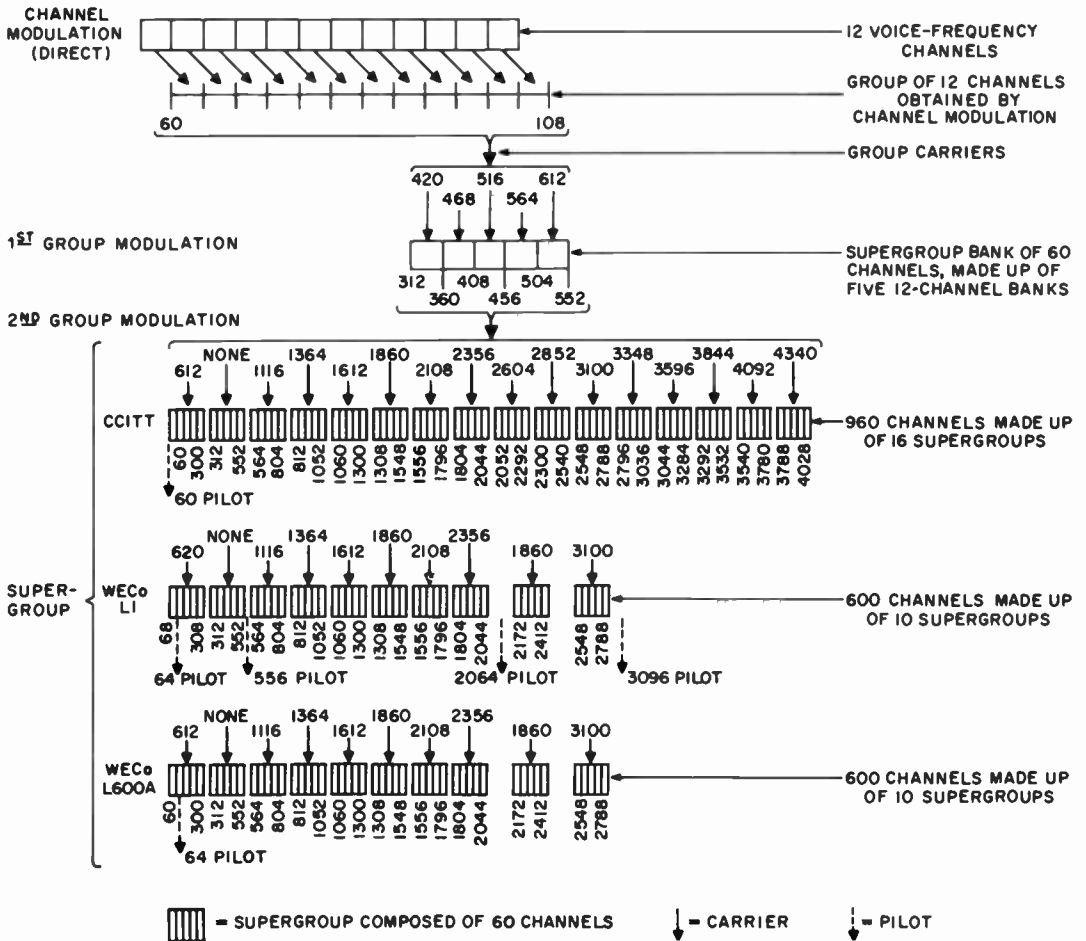 CHANNEL
MODULATION
(DIRECT)
12 VOICE-FREQUENCY
CHANNELS
GROUP OF 12 CHANNELS
OBTAINED BY
CHANNEL MODULATION
60 108
GROUP CARRIERS
420 516 612
468 564
1ST GROUP MODULATION
SUPERGROUP BANK OF 60
CHANNELS, MADE UP OF
FIVE 12-CHANNEL BANKS
312 408 504
360 456 552
2ND GROUP MODULATION
NONE 1364 1860 2356 2852 3348 3844 4340
612 1116 1612 2108 2604 3100 3596 4092
CCITT
960 CHANNELS MADE UP
OF 16 SUPERGROUPS
60 300 312 552 564 804 812 1052 1060 1300 1308 1548 1556 1796 1804 2044 2052 2292 2300 2540 2548 2788 2796 3036 3044 3284 3292 3532 3540 3780 3788 4028
60 PILOT
SUPER-
GROUP
NONE 1364 1860 2356
620 1116 1612 2108 1860 3100
WECo
L1
600 CHANNELS MADE UP
OF 10 SUPERGROUPS
68 308 312 552 564 804 812 1052 1060 1300 1308 1548 1556 1796 1804 2044 2172 2412 2548 2788
64 PILOT 556 PILOT 2064 PILOT 3096 PILOT
NONE 1364 1860 2356
612 1116 1612 2108 1860 3100
WECo
L600A
600 CHANNELS MADE UP
OF 10 SUPERGROUPS
60 300 312 552 564 804 812 1052 1060 1300 1308 1548 1556 1796 1804 2044 2172 2412 2548 2788
64 PILOT
= SUPERGROUP COMPOSED OF 60 CHANNELS = CARRIER = PILOT